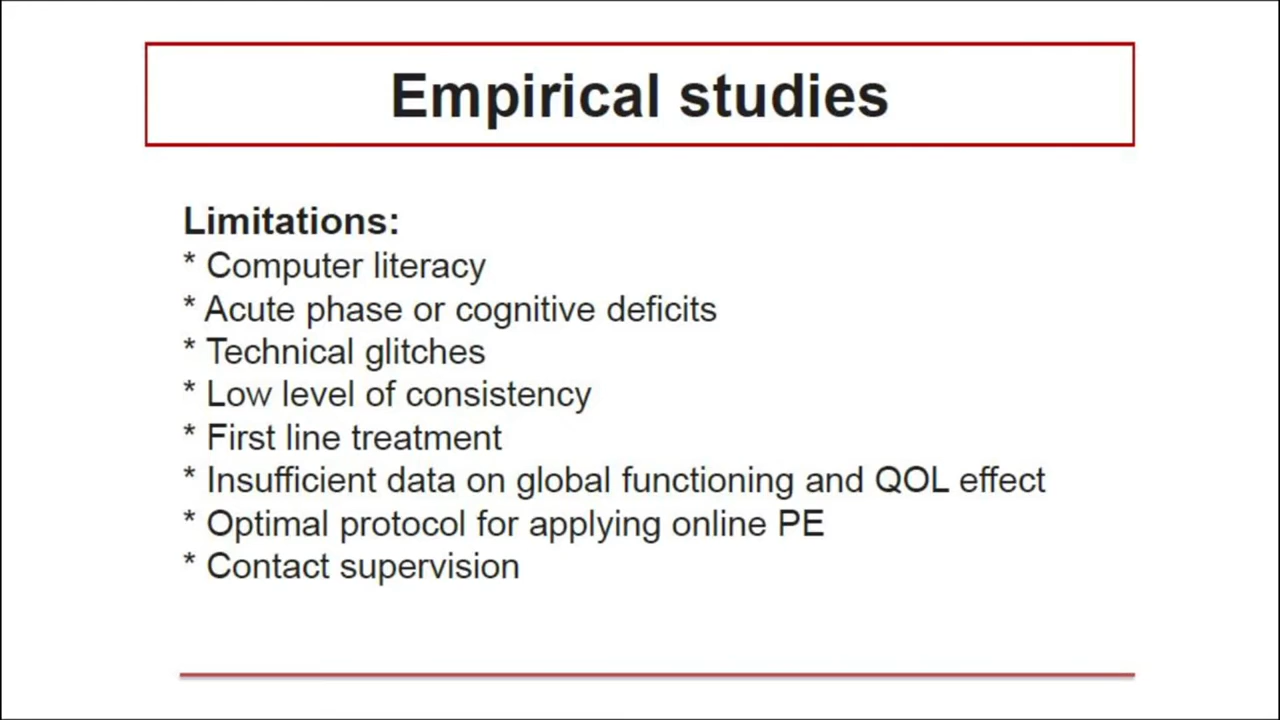 Empirical studies
Limitations:
* Computer literacy
* Acute phase or cognitive deficits
* Technical glitches
* Low level of consistency
* First line treatment
* Insufficient data on global functioning and QOL effect
* Optimal protocol for applying online PE
* Contact supervision